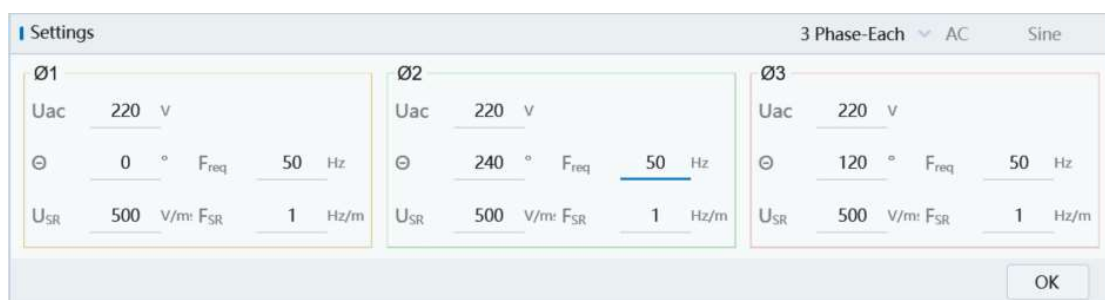 Settings 3 Phase-Each AC Sine
Ø1 Ø2 Ø3
Uac 220 V Uac 220 V Uac 220 V
Θ 0 ° Freq 50 Hz Θ 240 ° Freq 50 Hz Θ 120 ° Freq 50 Hz
USR 500 V/m: FSR 1 Hz/m USR 500 V/m: FSR 1 Hz/m USR 500 V/m: FSR 1 Hz/m
OK